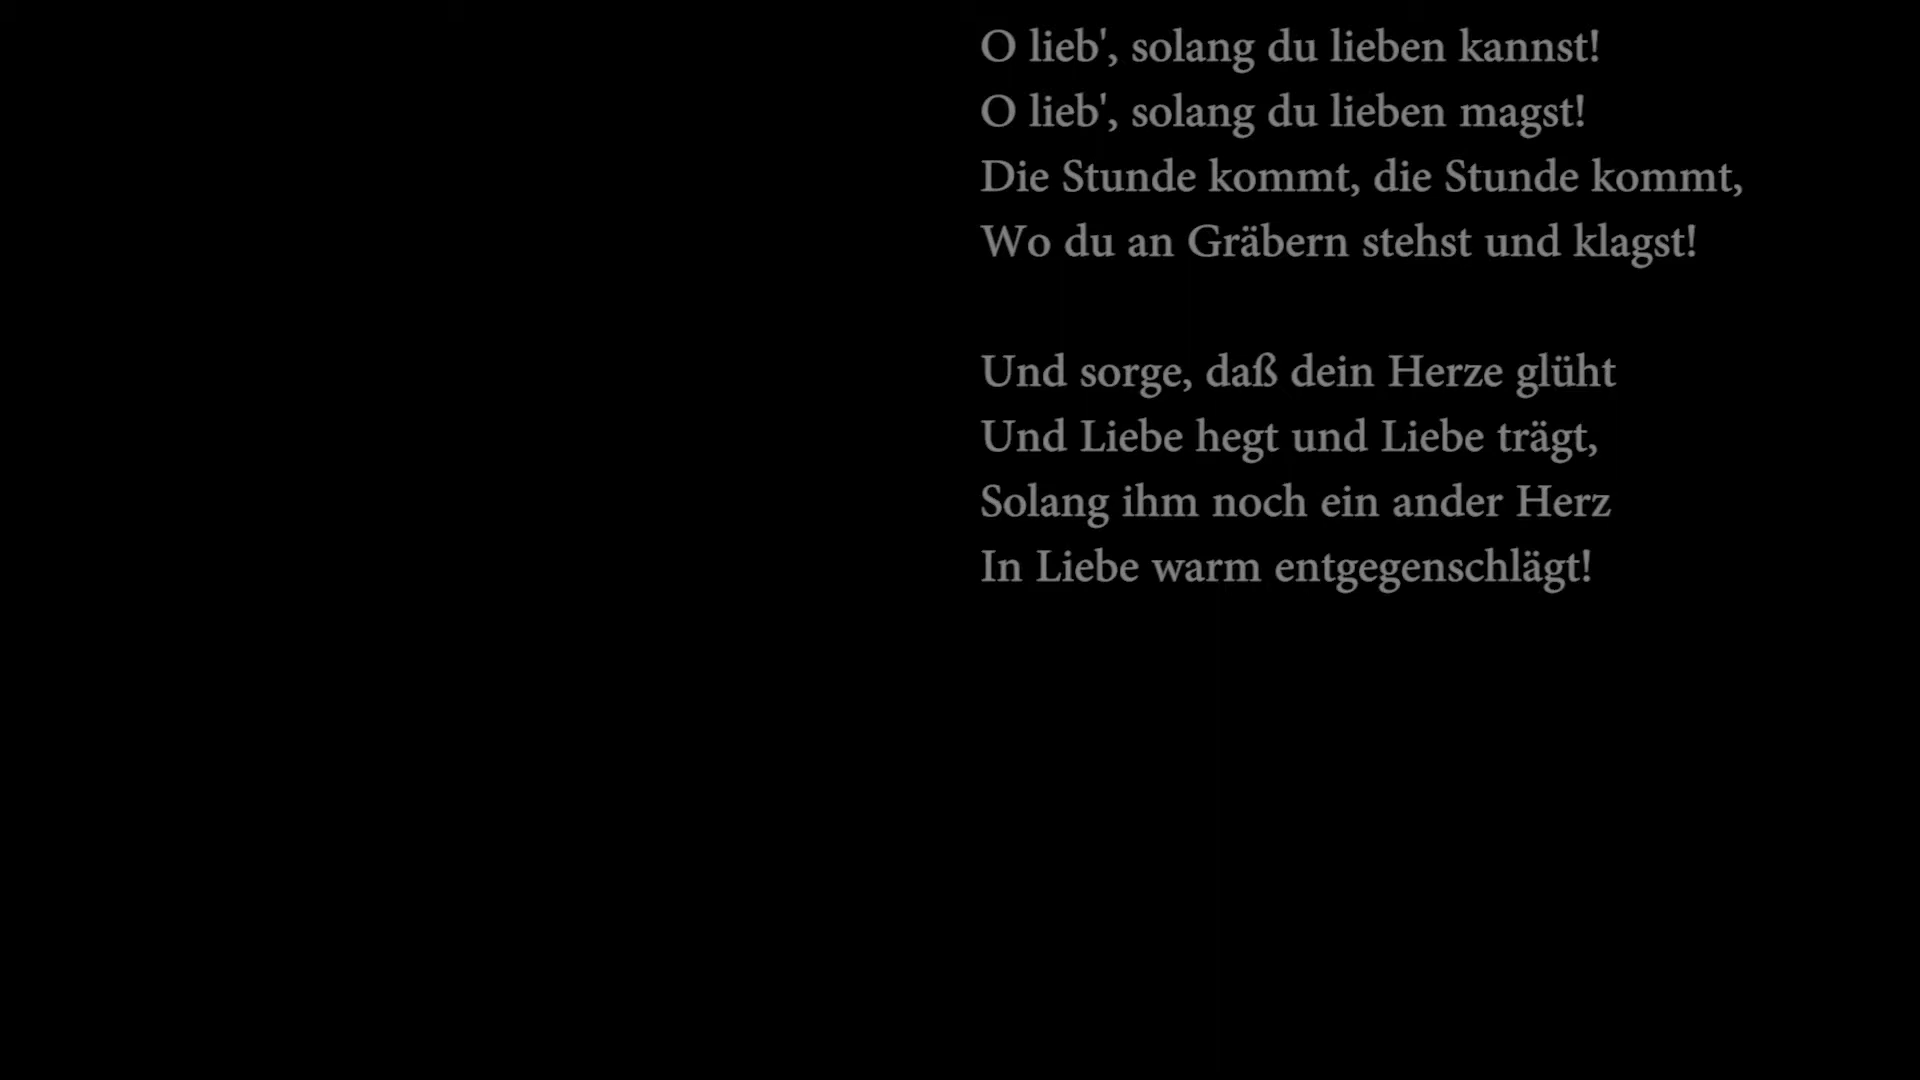 O lieb', solang du lieben kannst!
O lieb', solang du lieben magst!
Die Stunde kommt, die Stunde kommt,
Wo du an Gräbern stehst und klagst!

Und sorge, daß dein Herze glüht
Und Liebe hegt und Liebe trägt,
Solang ihm noch ein ander Herz
In Liebe warm entgegenschlägt!